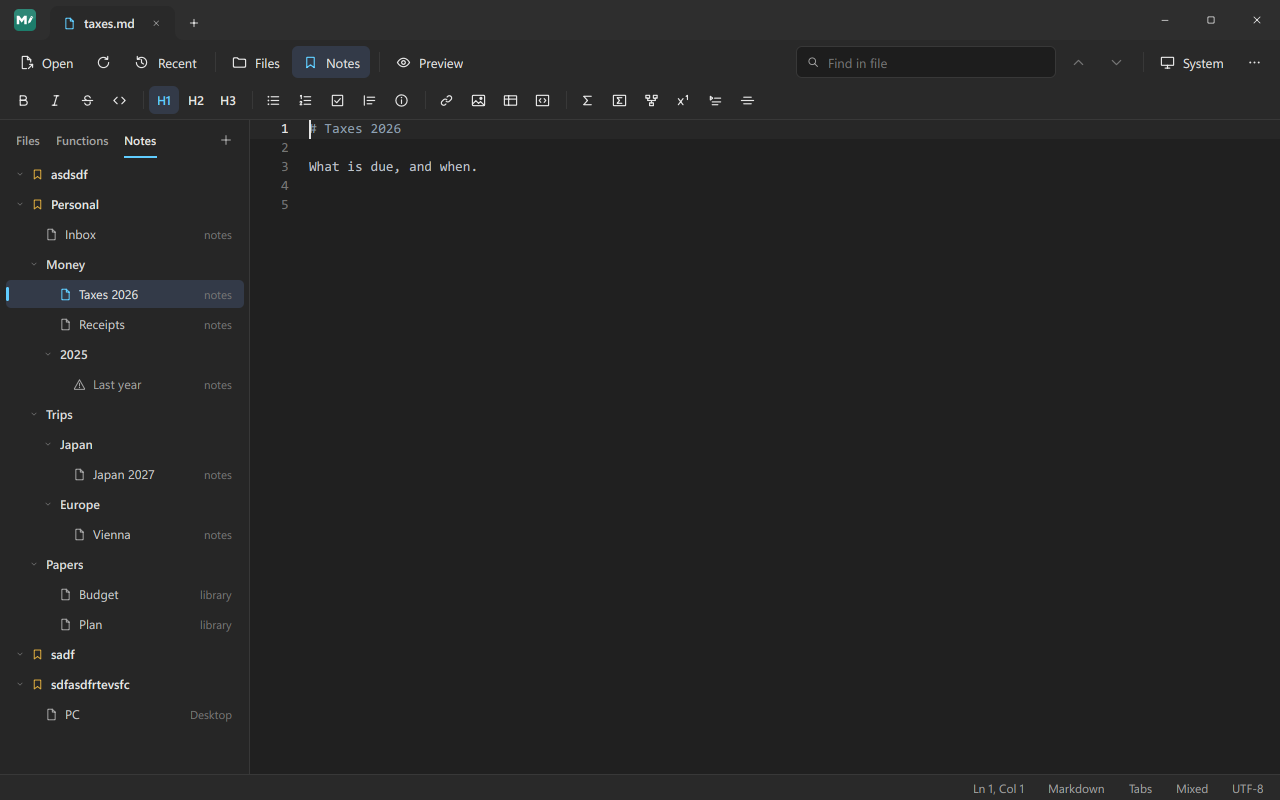 M
taxes.md
Open
Recent
Files
Notes
Preview
Find in file
System
B I S <> H1 H2 H3 Σ Σ x¹
Files Functions Notes
asdsdf
Personal
Inbox notes
Money
Taxes 2026 notes
Receipts notes
2025
Last year notes
Trips
Japan
Japan 2027 notes
Europe
Vienna notes
Papers
Budget library
Plan library
sadf
sdfasdfrtevsfc
PC Desktop
1 # Taxes 2026
2
3 What is due, and when.
4
5
Ln 1, Col 1 Markdown Tabs Mixed UTF-8